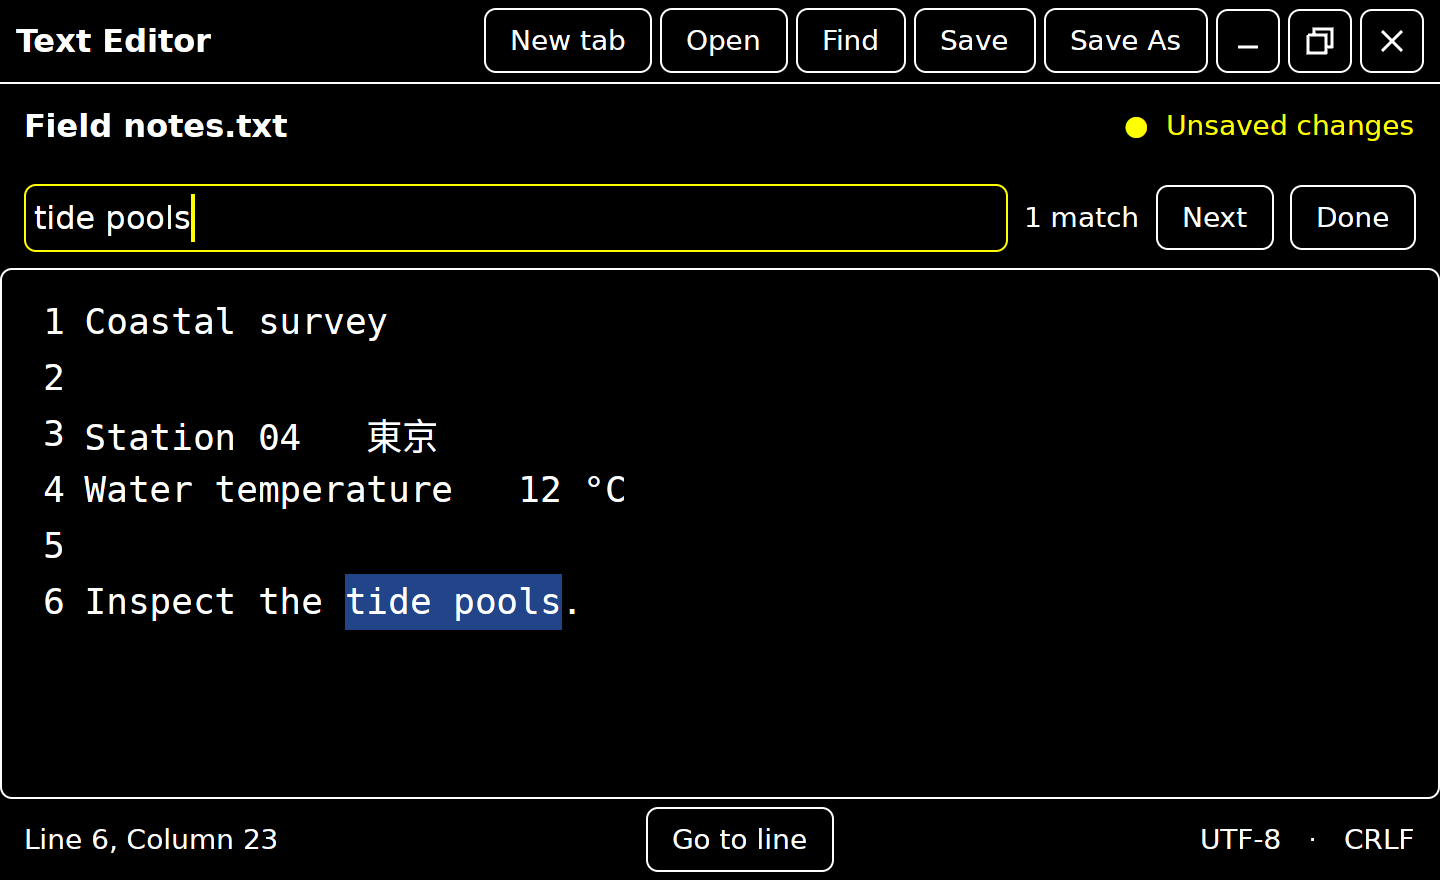 Text Editor New tab Open Find Save Save As
Field notes.txt ● Unsaved changes
tide pools 1 match Next Done
1 Coastal survey
2
3 Station 04   東京
4 Water temperature   12 °C
5
6 Inspect the tide pools.
Line 6, Column 23 Go to line UTF-8 · CRLF